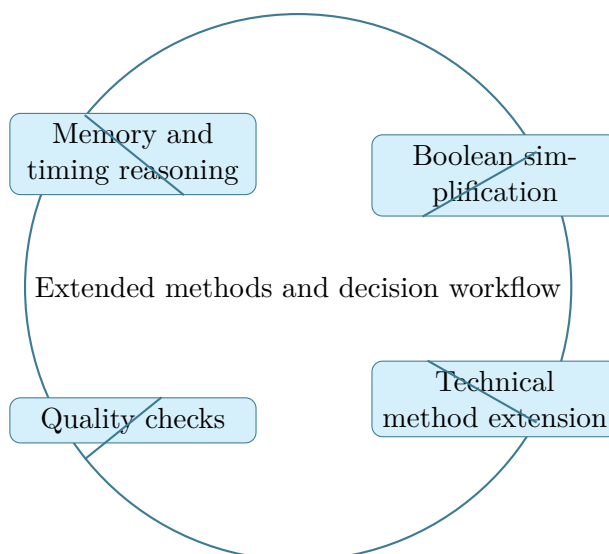 Memory and
timing reasoning
Boolean sim-
plification
Extended methods and decision workflow
Quality checks
Technical
method extension